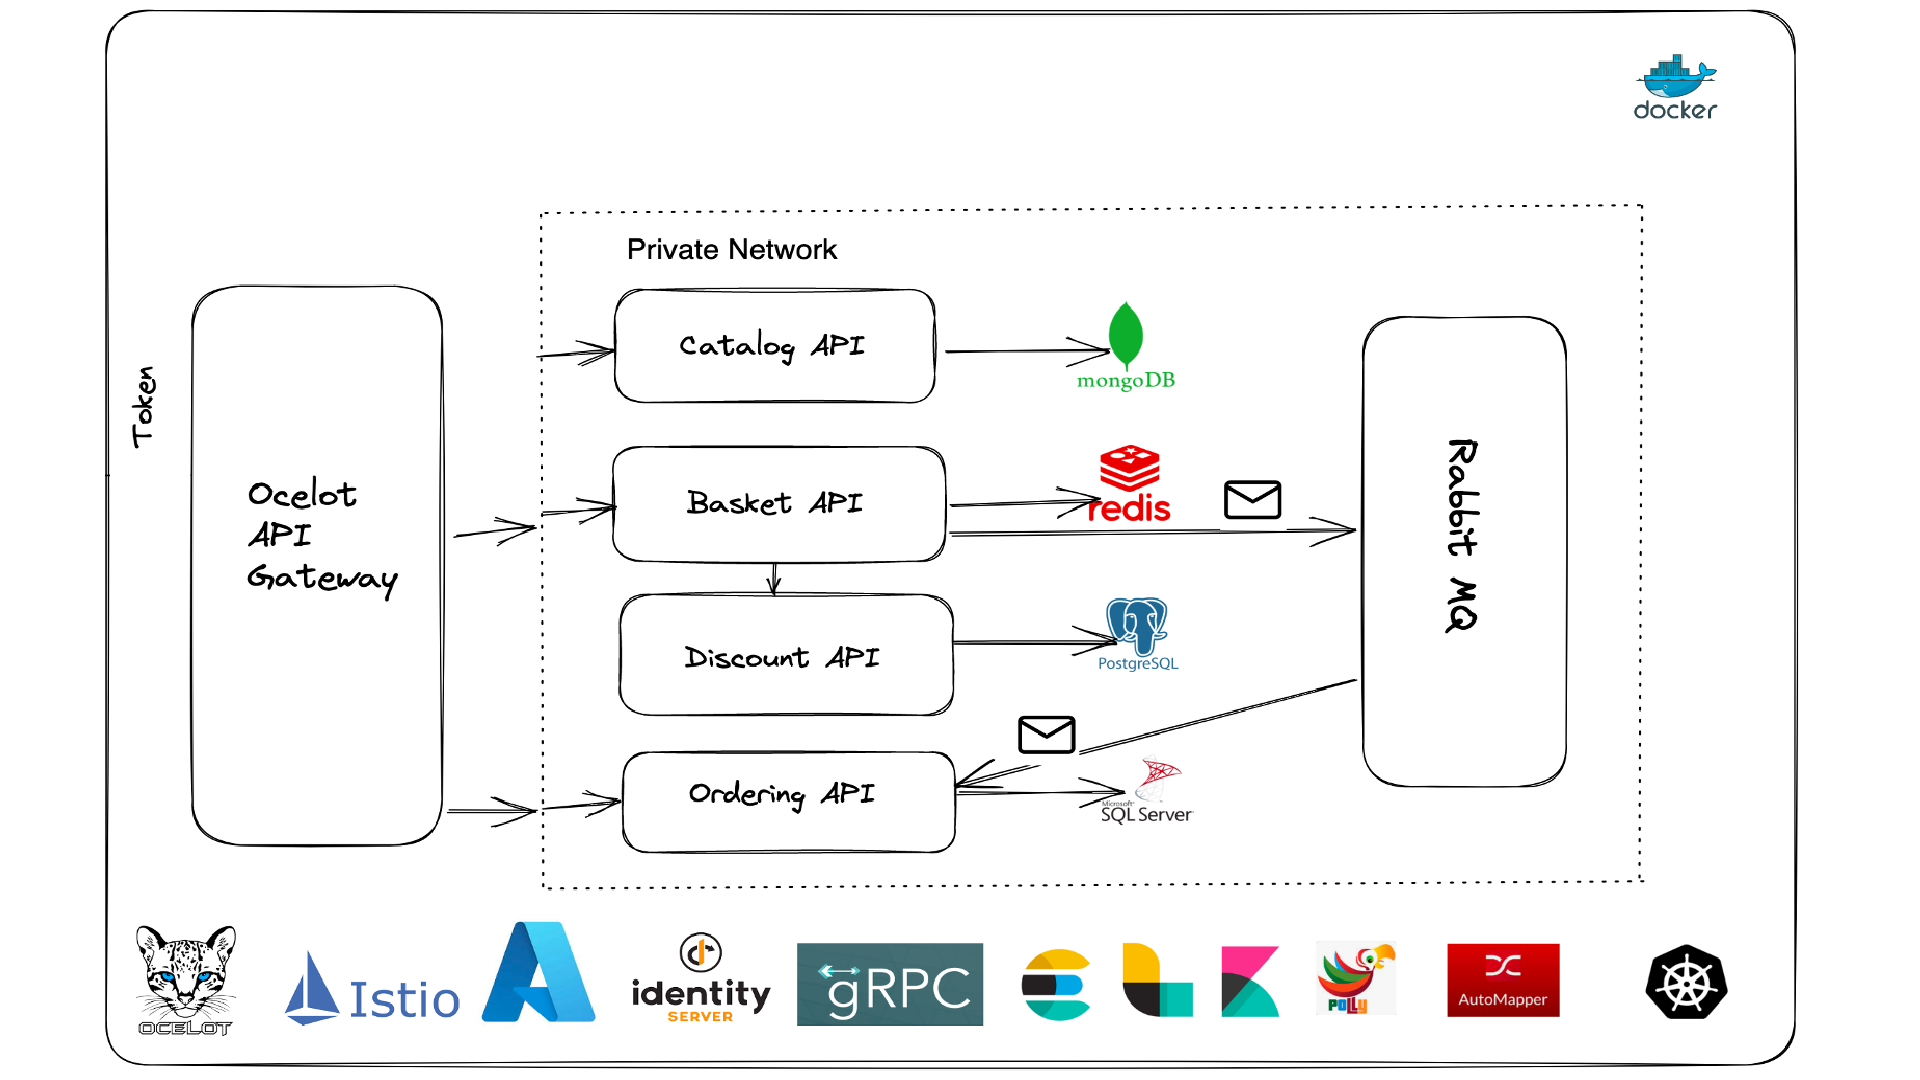 docker
Private Network
Token
Ocelot
API
Gateway
Catalog API
mongoDB
Basket API
redis
Rabbit MQ
Discount API
PostgreSQL
Ordering API
Microsoft
SQL Server
OCELOT
Istio
identity
SERVER
gRPC
POLLY
AutoMapper